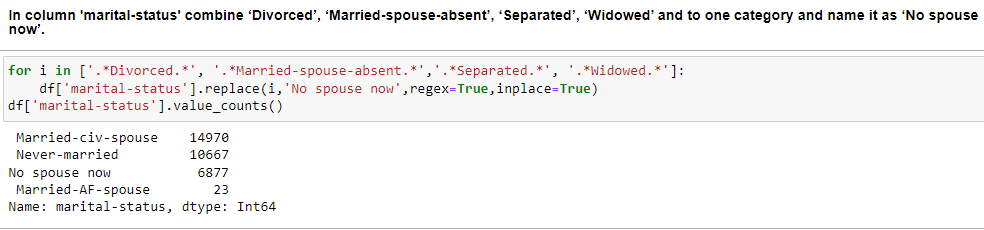 In column 'marital-status' combine ‘Divorced’, ‘Married-spouse-absent’, ‘Separated’, ‘Widowed’ and to one category and name it as ‘No spouse
now’.
for i in ['.*Divorced.*', '.*Married-spouse-absent.*','.*Separated.*', '.*Widowed.*']:
    df['marital-status'].replace(i,'No spouse now',regex=True,inplace=True)
df['marital-status'].value_counts()
 Married-civ-spouse    14970
 Never-married         10667
No spouse now           6877
 Married-AF-spouse        23
Name: marital-status, dtype: Int64